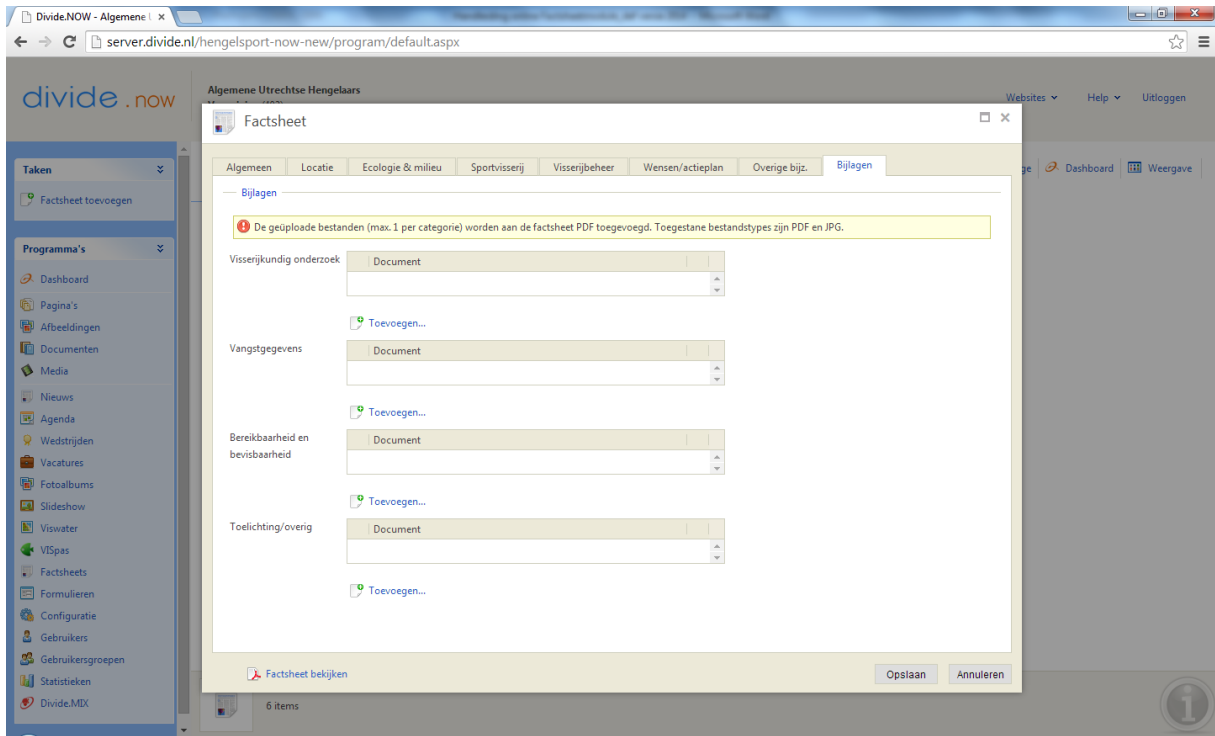 Divide.NOW - Algemene U
server.divide.nl/hengelsport-now-new/program/default.aspx
divide.now
Algemene Utrechtse Hengelaars
Websites
Help
Uitloggen
Factsheet
Taken
Factsheet toevoegen
Programma's
Dashboard
Pagina's
Afbeeldingen
Documenten
Media
Nieuws
Agenda
Wedstrijden
Vacatures
Fotoalbums
Slideshow
Viswater
VISpas
Factsheets
Formulieren
Configuratie
Gebruikers
Gebruikersgroepen
Statistieken
Divide.MIX
Algemeen
Locatie
Ecologie & milieu
Sportvisserij
Visserijbeheer
Wensen/actieplan
Overige bijz.
Bijlagen
Dashboard
Weergave
Bijlagen
De geüploade bestanden (max. 1 per categorie) worden aan de factsheet PDF toegevoegd. Toegestane bestandstypes zijn PDF en JPG.
Visserijkundig onderzoek
Document
Toevoegen...
Vangstgegevens
Document
Toevoegen...
Bereikbaarheid en
bevisbaarheid
Document
Toevoegen...
Toelichting/overig
Document
Toevoegen...
Factsheet bekijken
Opslaan
Annuleren
6 items